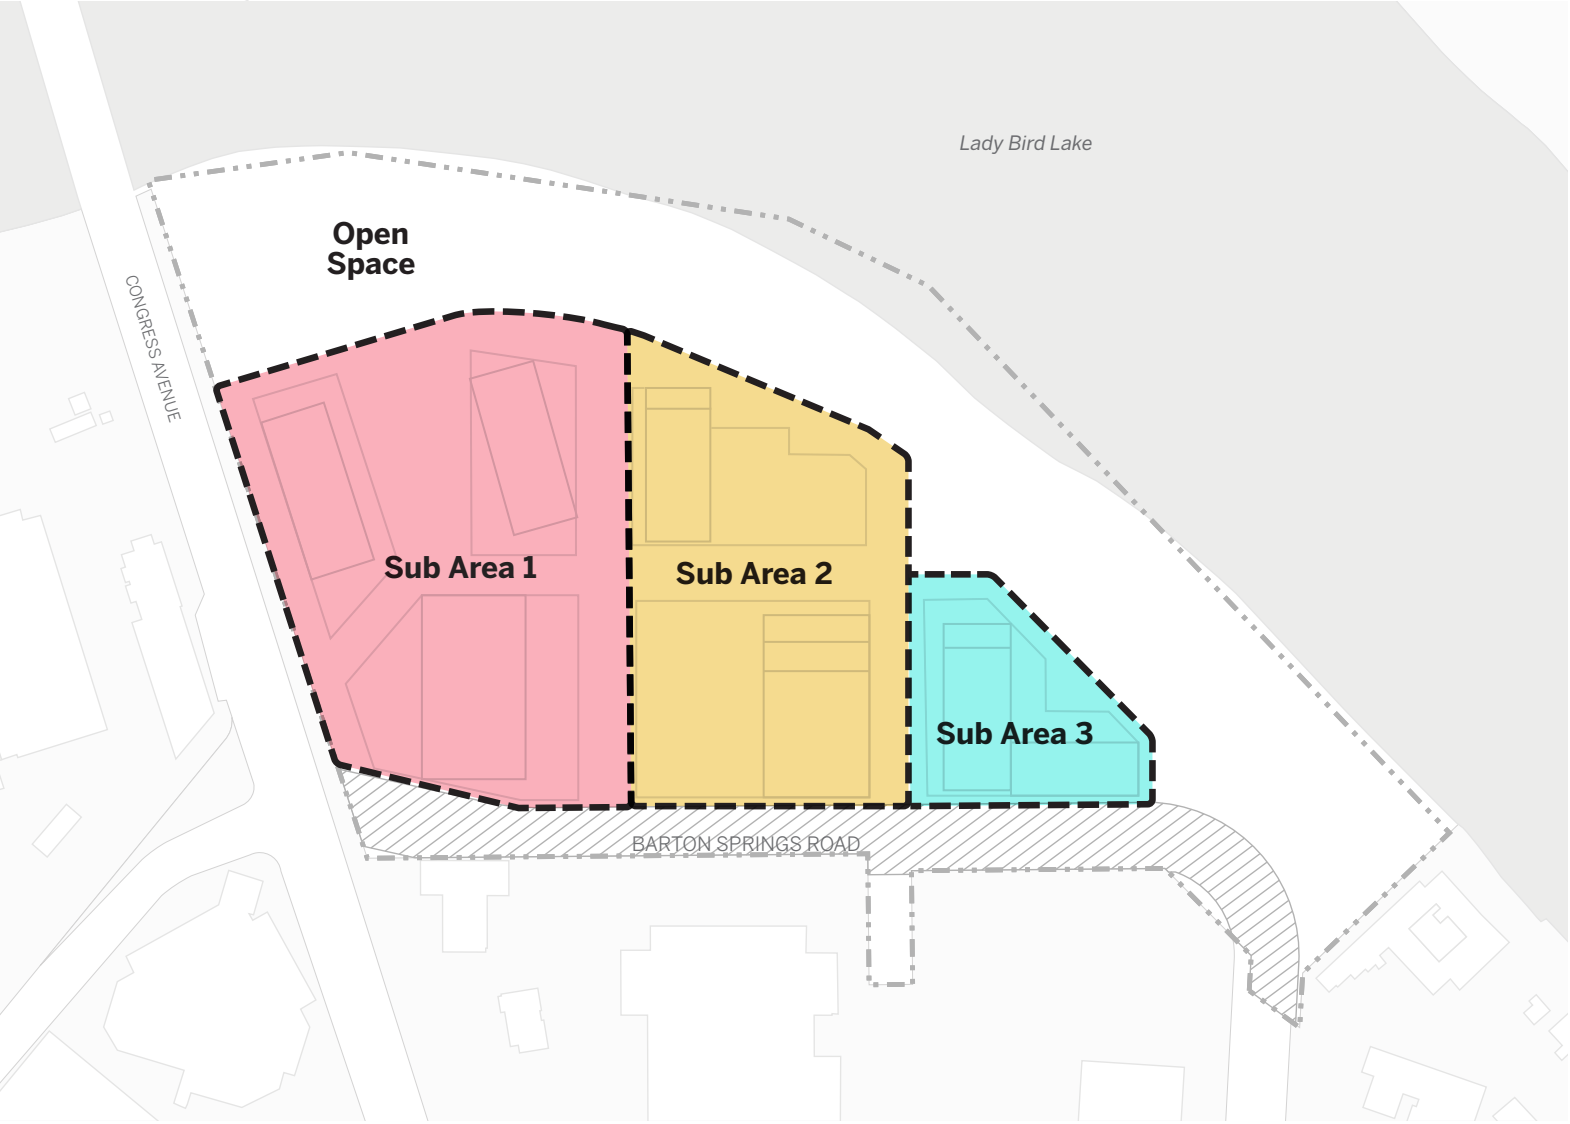 Lady Bird Lake
Open
Space
CONGRESS AVENUE
Sub Area 1
Sub Area 2
Sub Area 3
BARTON SPRINGS ROAD